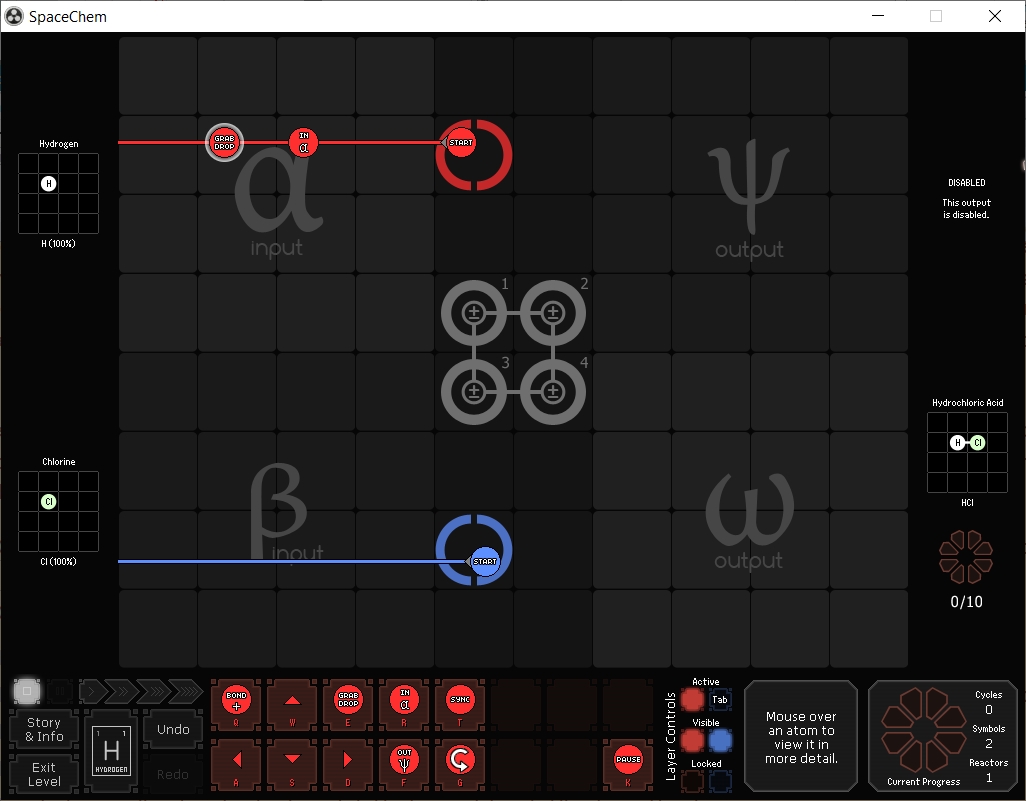 SpaceChem
Hydrogen
H
H (100%)
GRAB
DROP
IN
α
START
α
input
ψ
output
DISABLED
This output
is disabled.
1
2
±
±
3
4
±
±
Hydrochloric Acid
H Cl
HCl
Chlorine
Cl
Cl (100%)
β
input
START
ω
output
0/10
Story
& Info
Exit
Level
1 1
H
HYDROGEN
Undo
Redo
BOND
+
Q
W
GRAB
DROP
E
IN
α
R
SYNC
T
A
S
D
OUT
ψ
F
G
PAUSE
K
Layer Controls
Active
Tab
Visible
Locked
Mouse over
an atom to
view it in
more detail.
Cycles
0
Symbols
2
Reactors
1
Current Progress